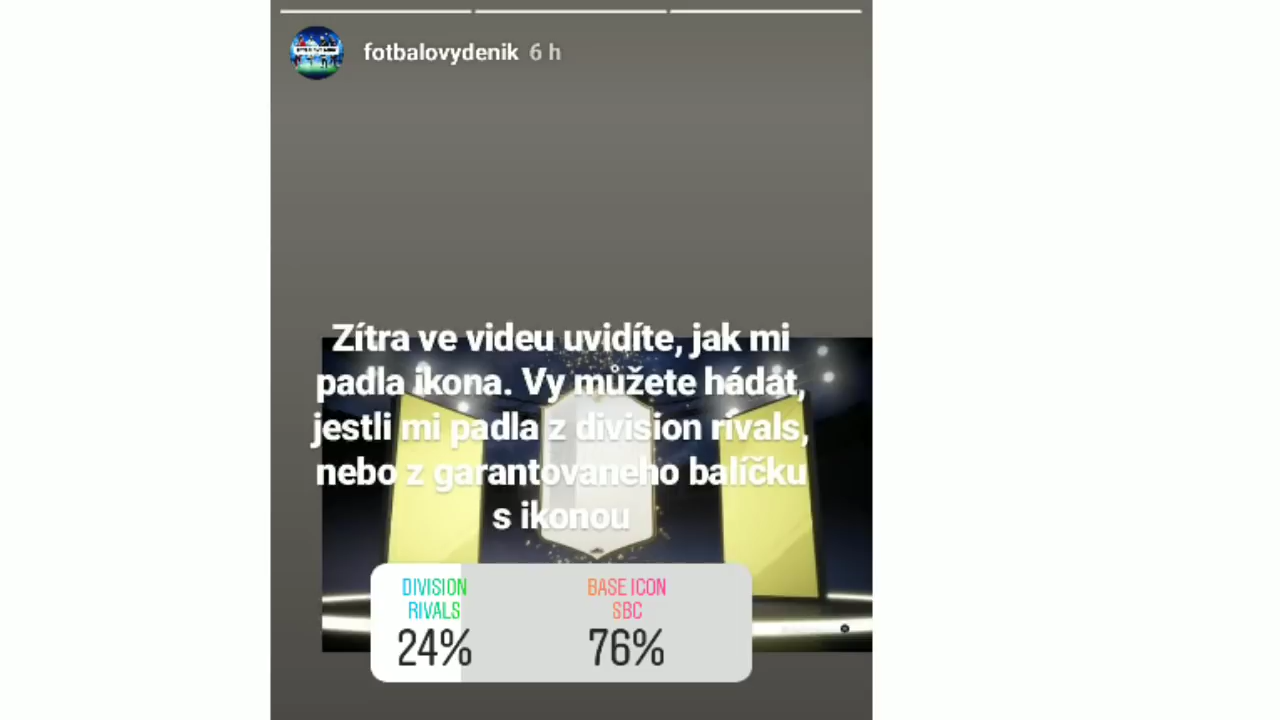 fotbalovydenik 6 h
Zítra ve videu uvidíte, jak mi
padla ikona. Vy můžete hádat,
jestli mi padla z division rivals,
nebo z garantovaneho balíčku
s ikonou
DIVISION
RIVALS
24%
BASE ICON
SBC
76%